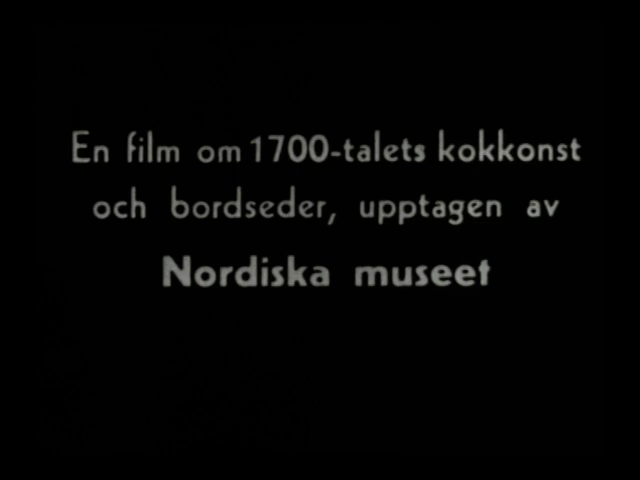 En film om 1700-talets kokkonst
och bordseder, upptagen av
Nordiska museet